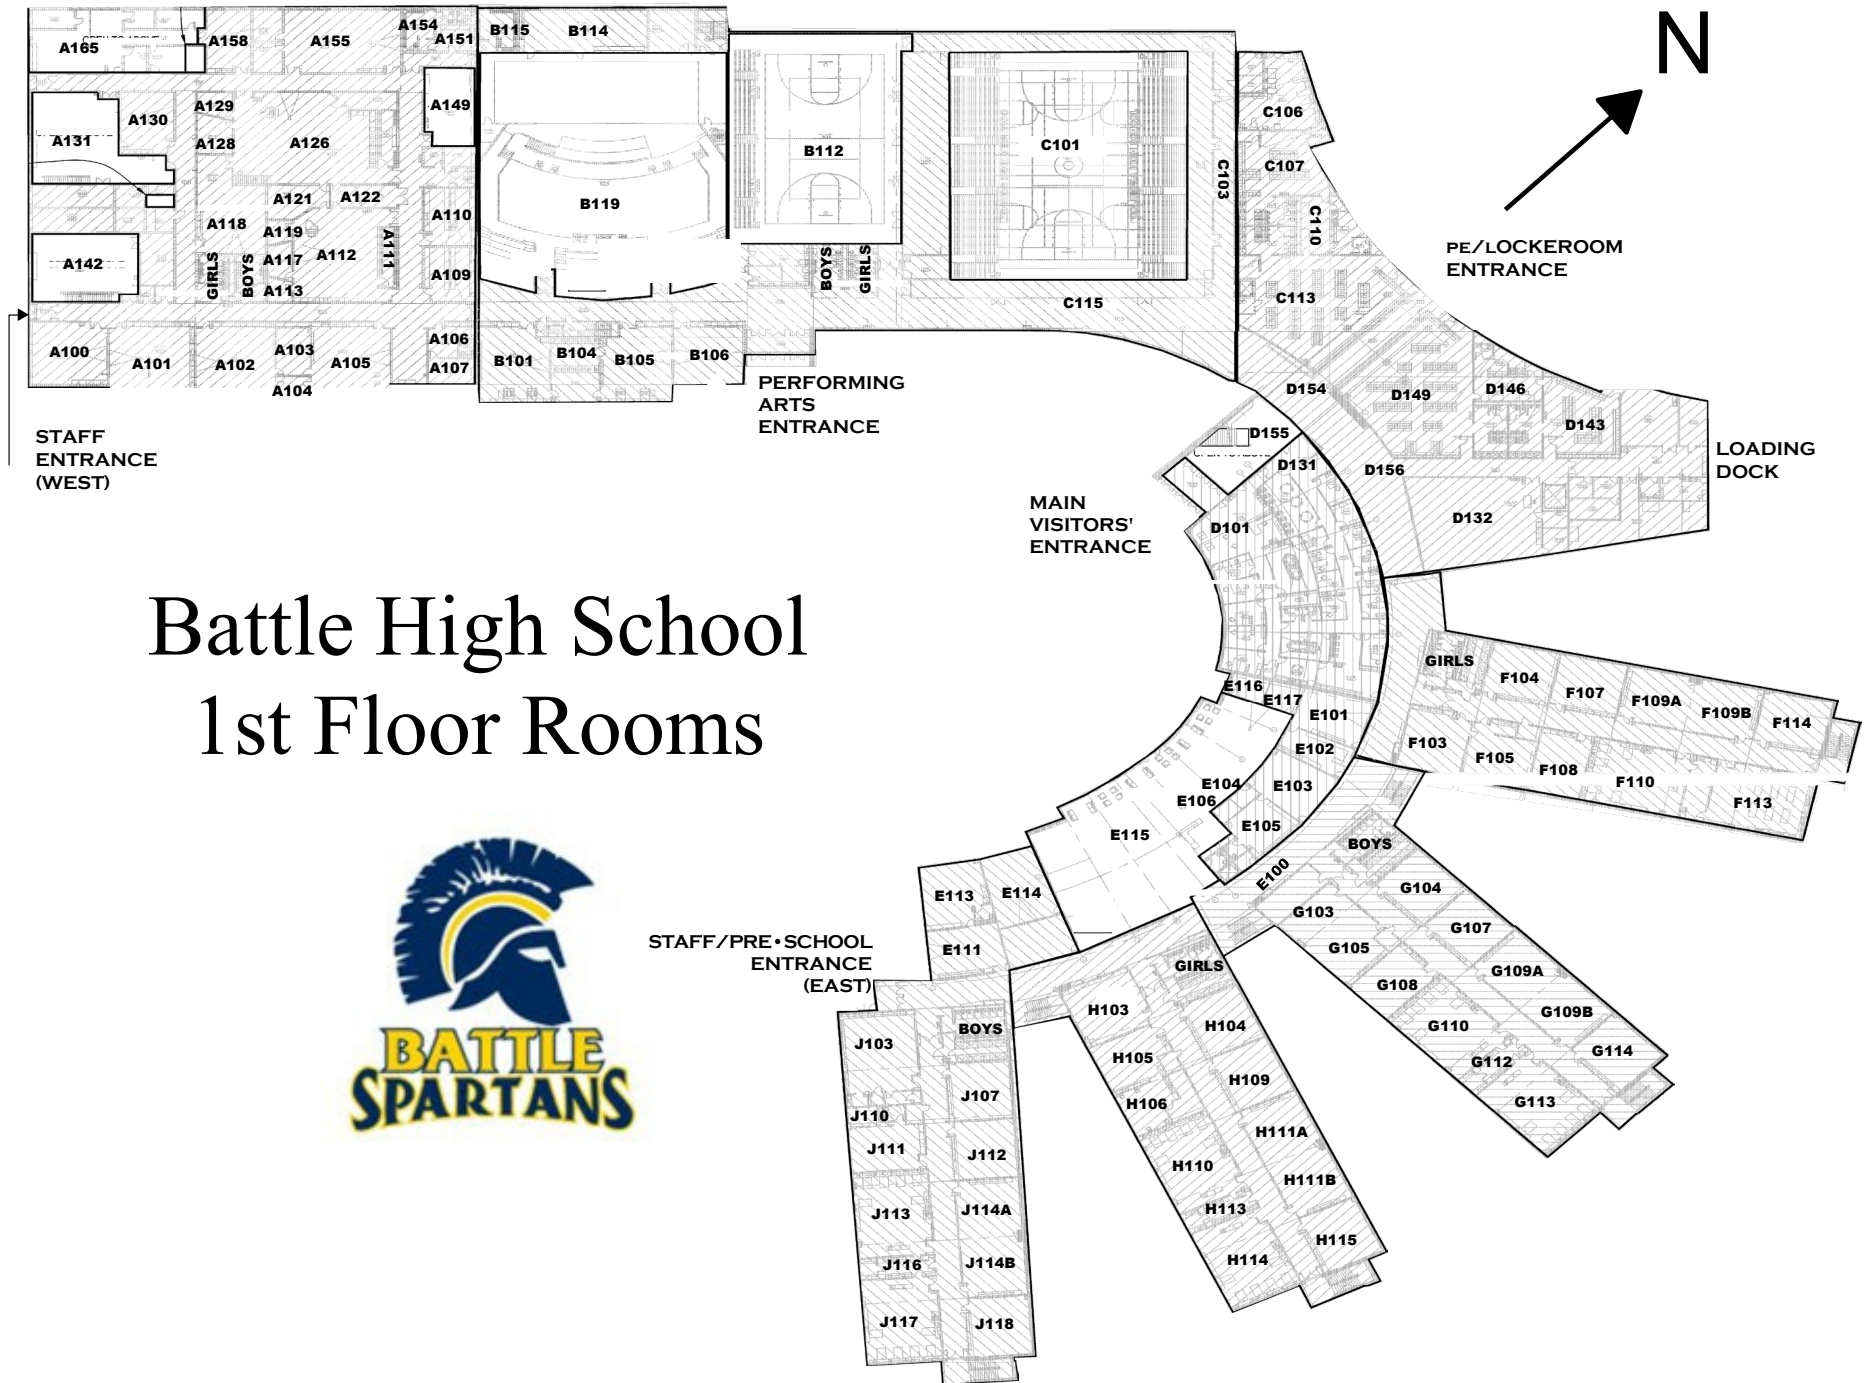 N
A165
A158
A155
A154
A151
B115
B114
A129
A130
A131
A128
A126
A149
A121
A122
A118
A119
A110
A111
A112
A117
A113
A109
A142
GIRLS
BOYS
B119
B112
BOYS
GIRLS
C101
C103
C115
C106
C107
C110
C113
PE/LOCKEROOM
ENTRANCE
A100
A101
A102
A103
A104
A105
A106
A107
B101
B104
B105
B106
PERFORMING
ARTS
ENTRANCE
STAFF
ENTRANCE
(WEST)
D154
D149
D146
D143
D155
OPEN TO ABOVE
D131
D156
D132
D101
LOADING
DOCK
MAIN
VISITORS'
ENTRANCE
Battle High School
1st Floor Rooms
E116
E117
E101
E102
E103
E104
E106
E105
E115
E100
E113
E114
E111
GIRLS
F104
F107
F109A
F109B
F114
F103
F105
F108
F110
F113
BOYS
G104
G103
G107
G105
G109A
G108
G109B
G110
G114
G112
G113
STAFF/PRE•SCHOOL
ENTRANCE
(EAST)
GIRLS
H103
H104
H105
H109
H106
H111A
H110
H111B
H113
H115
H114
BOYS
J103
J107
J110
J111
J112
J113
J114A
J116
J114B
J117
J118
BATTLE
SPARTANS